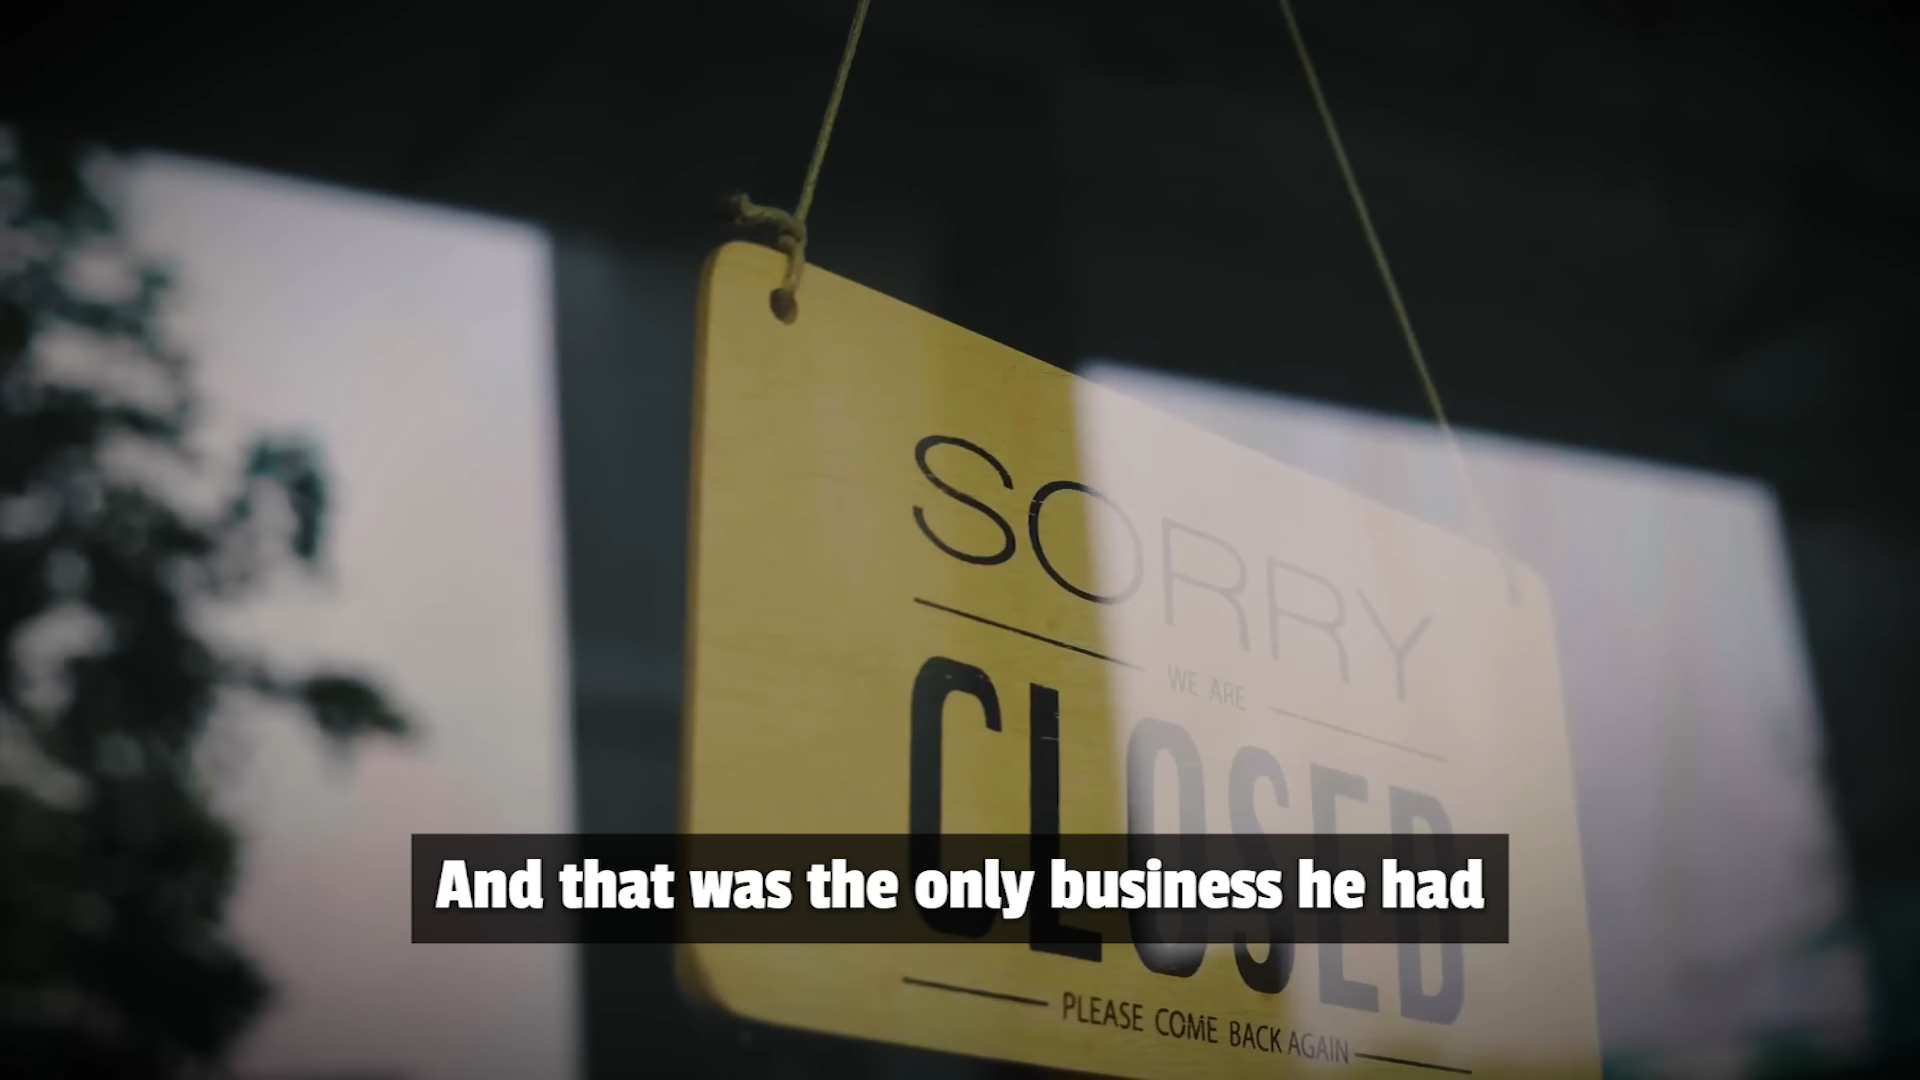 SORRY
WE ARE
CLOSED
And that was the only business he had
PLEASE COME BACK AGAIN